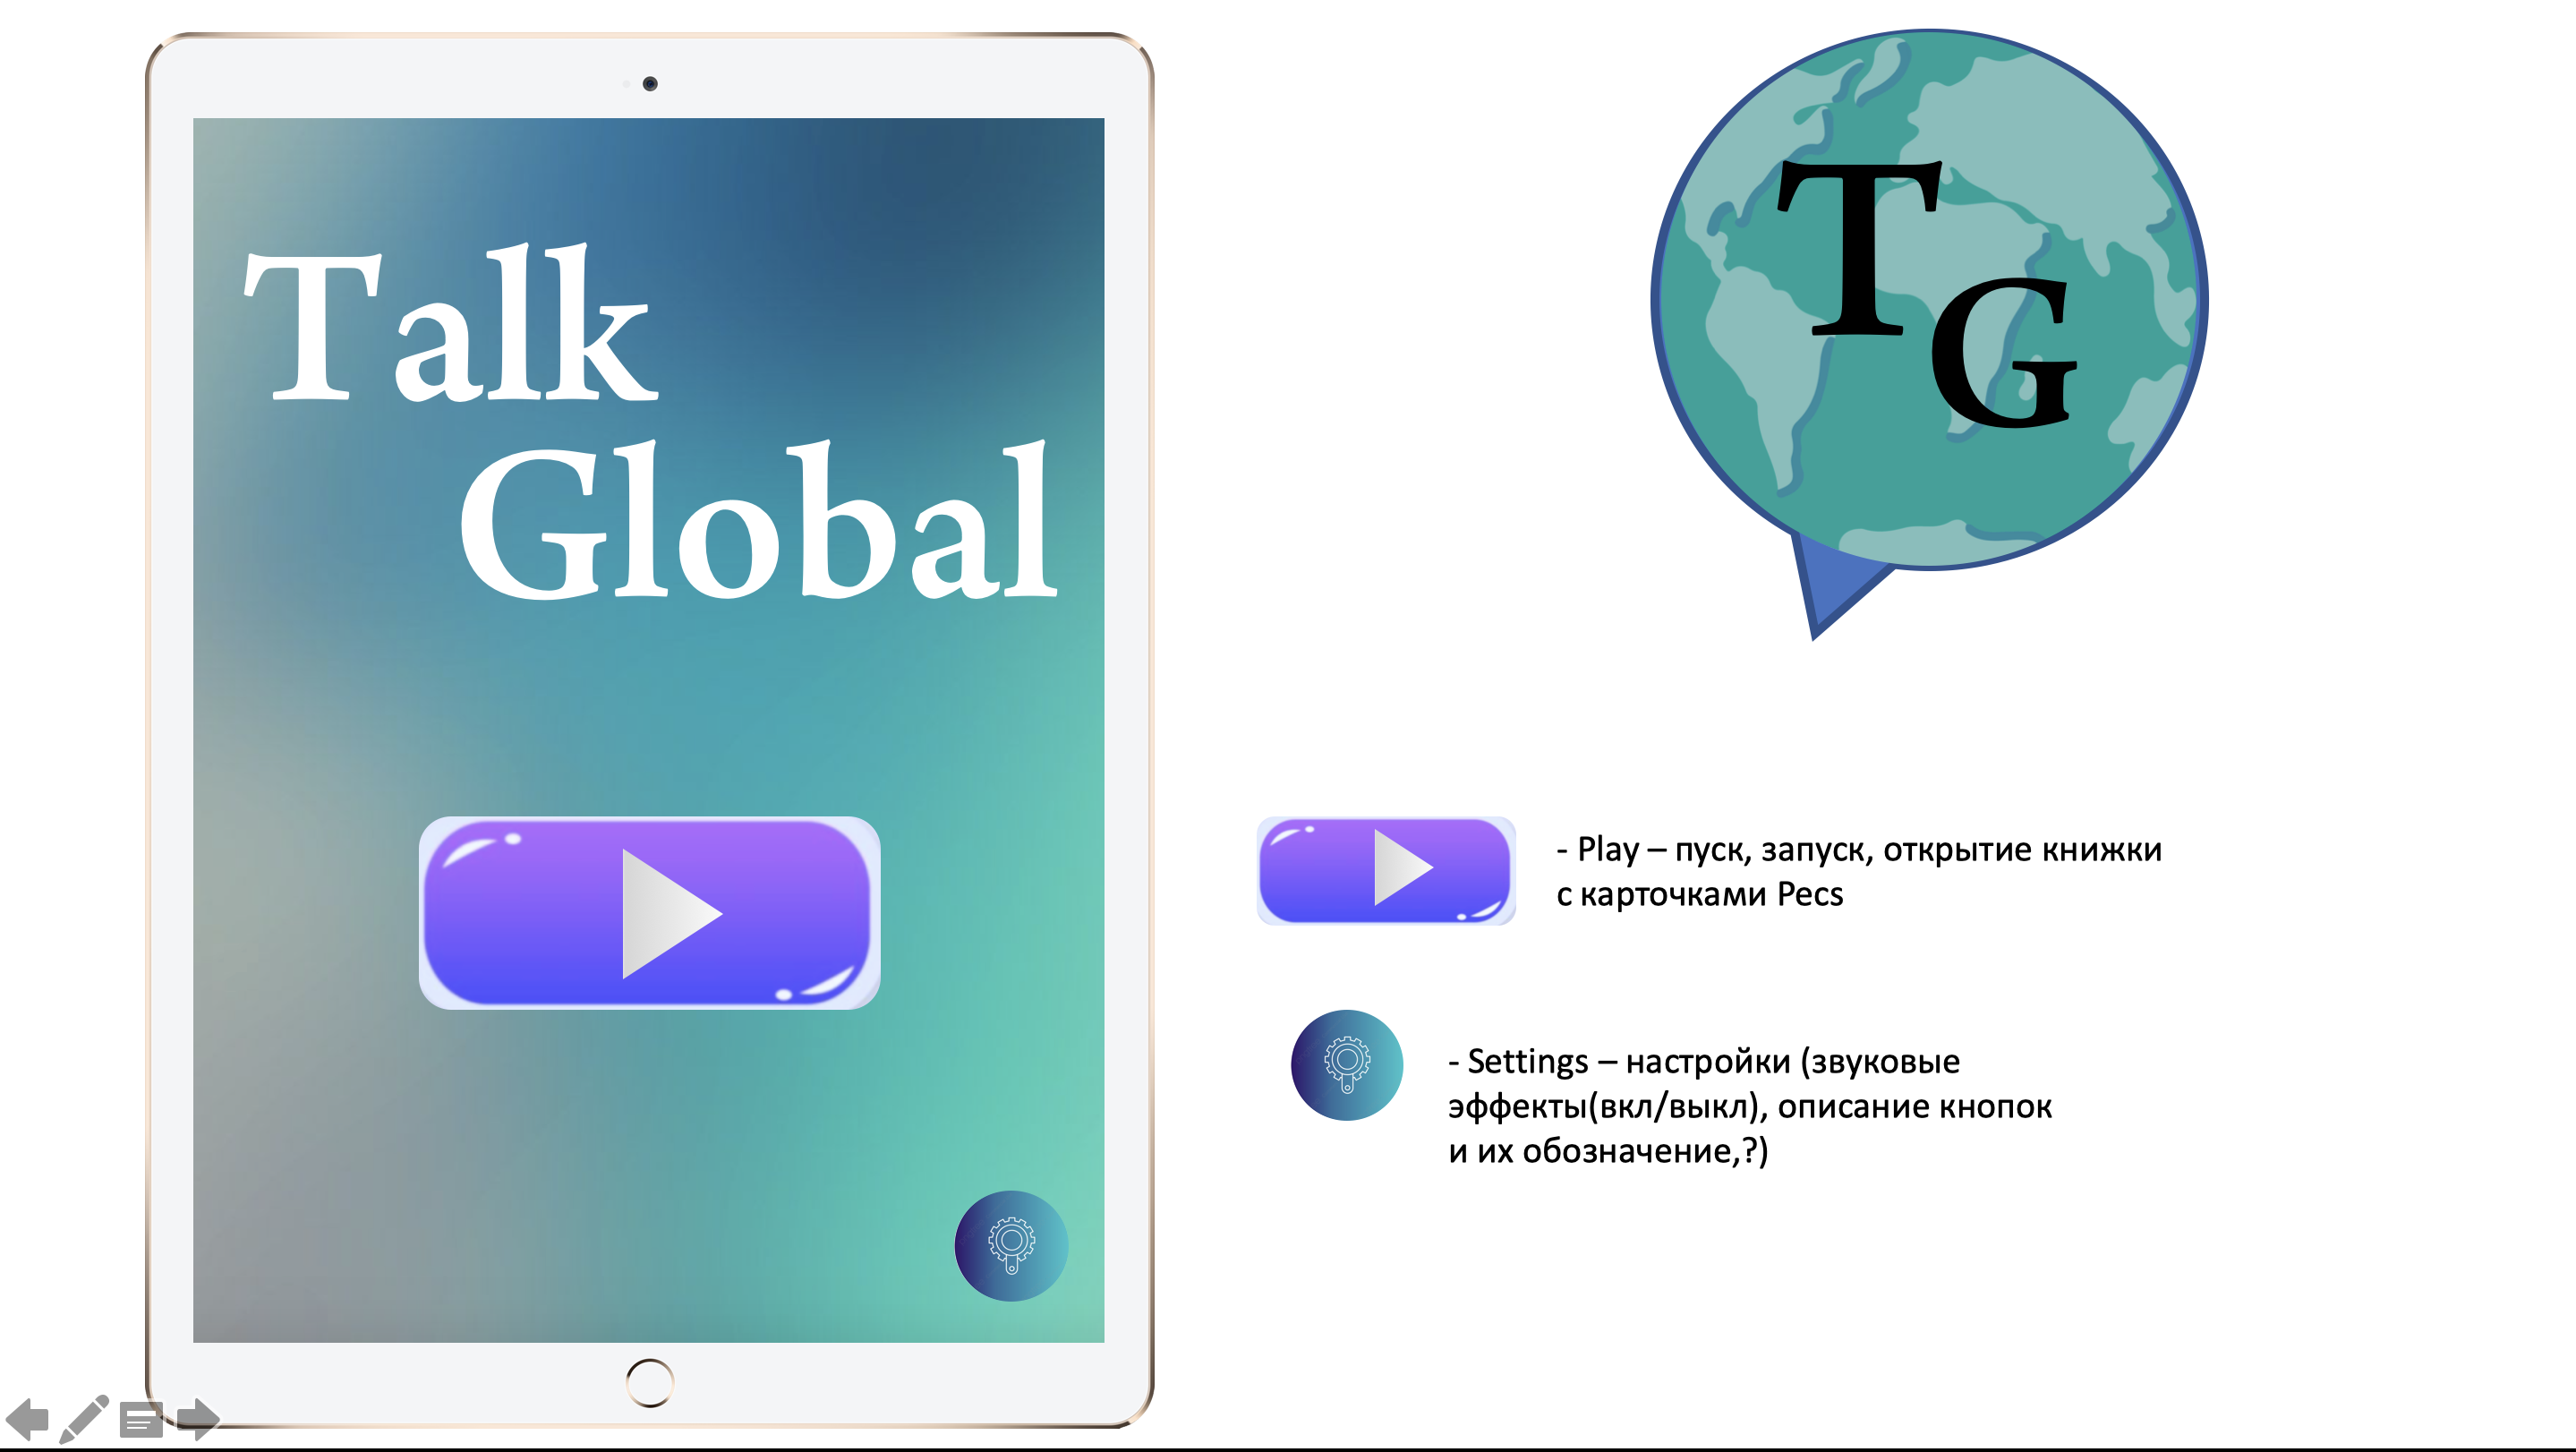 Talk
Global
T
G
- Play – пуск, запуск, открытие книжки
с карточками Pecs
- Settings – настройки (звуковые
эффекты(вкл/выкл), описание кнопок
и их обозначение,?)